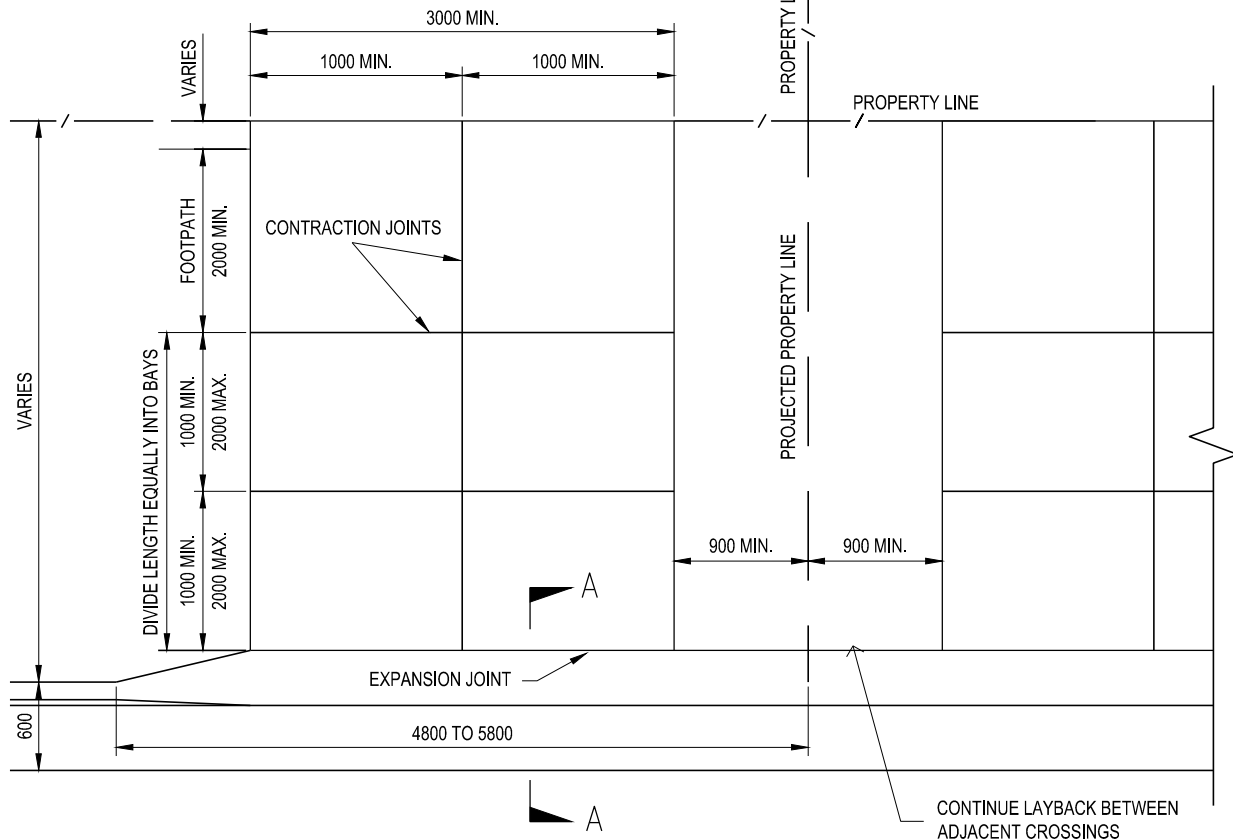 3000 MIN.
1000 MIN.
1000 MIN.
VARIES
PROPERTY L
PROPERTY LINE
FOOTPATH
2000 MIN.
CONTRACTION JOINTS
PROJECTED PROPERTY LINE
VARIES
DIVIDE LENGTH EQUALLY INTO BAYS
1000 MIN.
2000 MAX.
1000 MIN.
2000 MAX.
900 MIN.
900 MIN.
A
EXPANSION JOINT
600
4800 TO 5800
A
CONTINUE LAYBACK BETWEEN
ADJACENT CROSSINGS